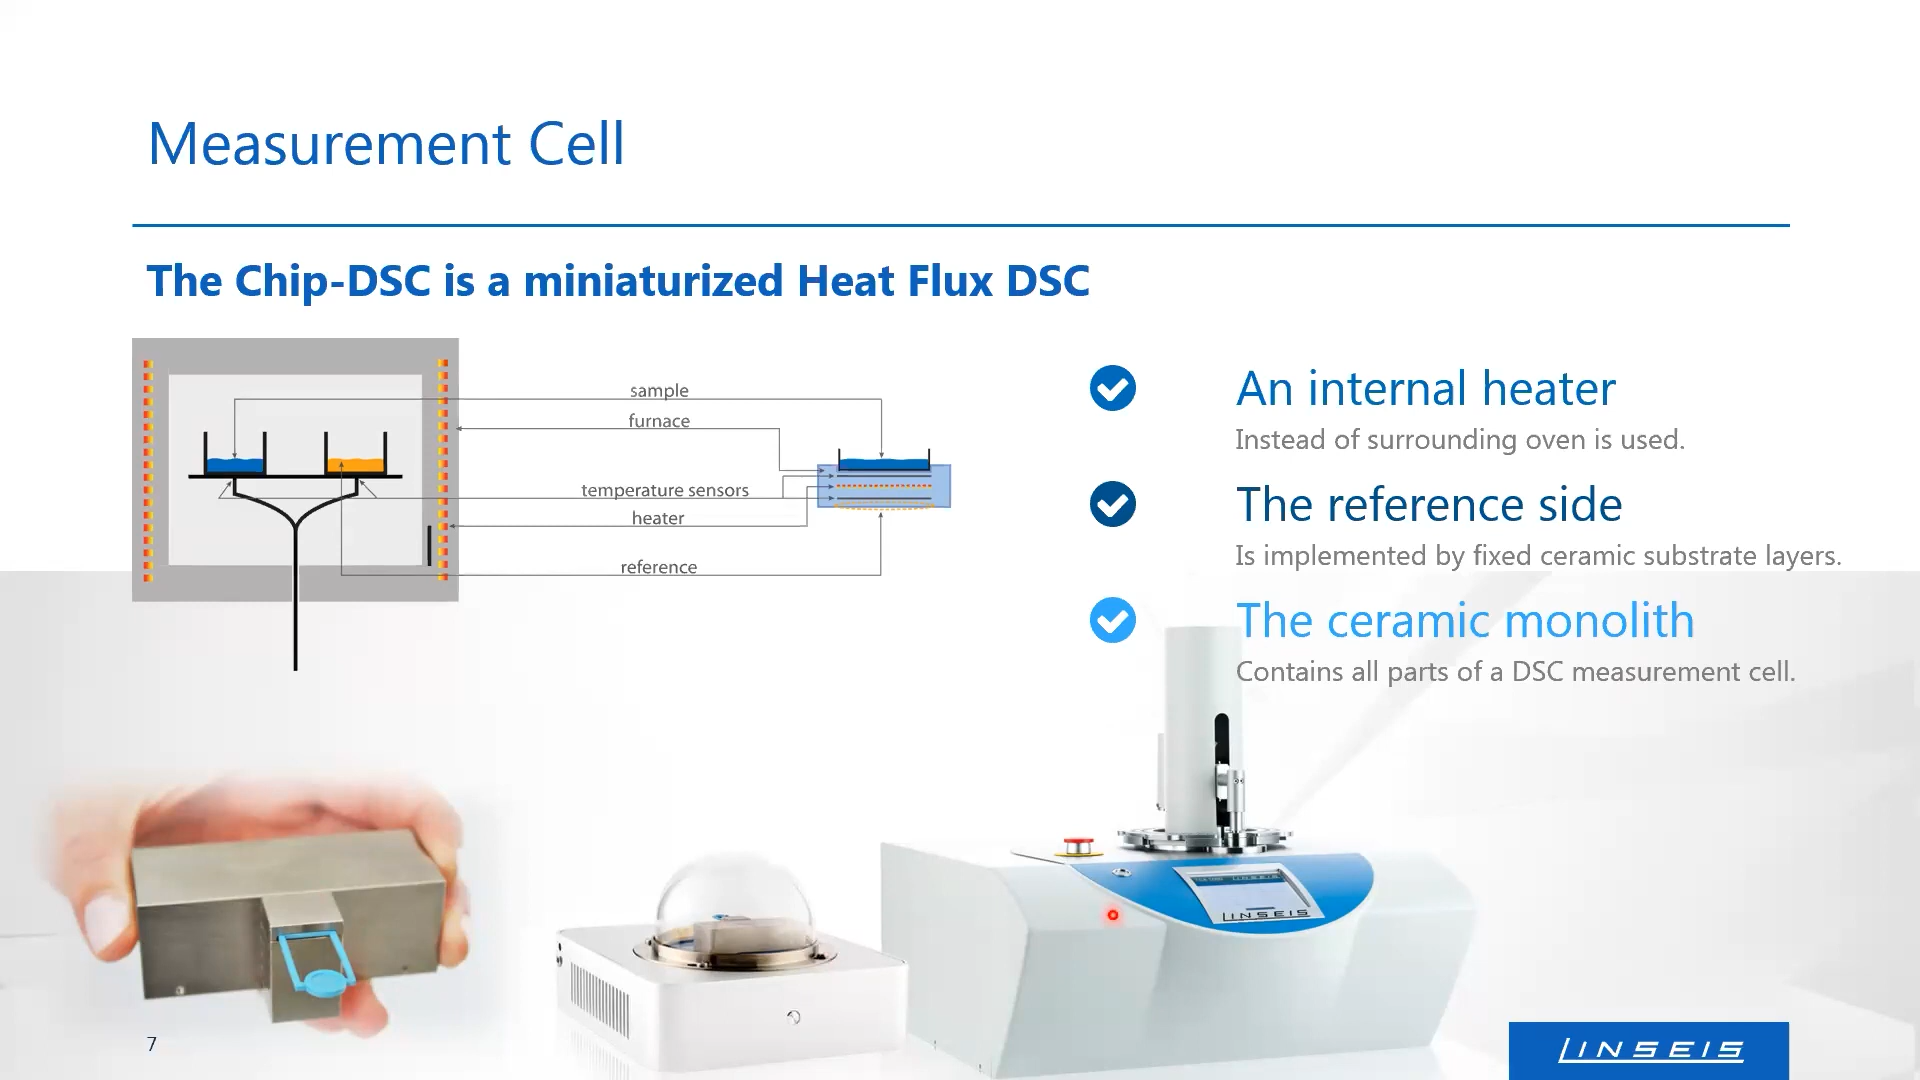 Measurement Cell
The Chip-DSC is a miniaturized Heat Flux DSC
sample
furnace
temperature sensors
heater
reference
An internal heater
Instead of surrounding oven is used.
The reference side
Is implemented by fixed ceramic substrate layers.
The ceramic monolith
Contains all parts of a DSC measurement cell.
LINSEIS
7
LINSEIS